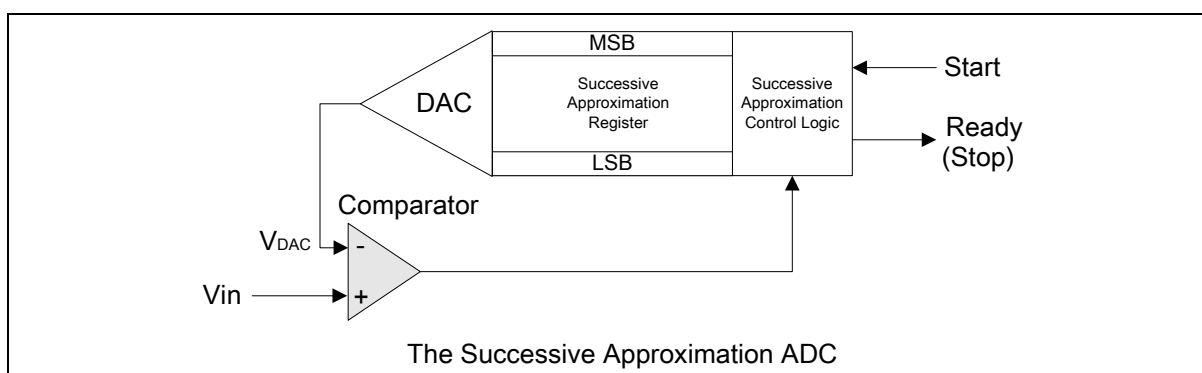 MSB
DAC
Successive
Approximation
Register
Successive
Approximation
Control Logic
Start
Ready
(Stop)
LSB
Comparator
VDAC
-
Vin
+
The Successive Approximation ADC